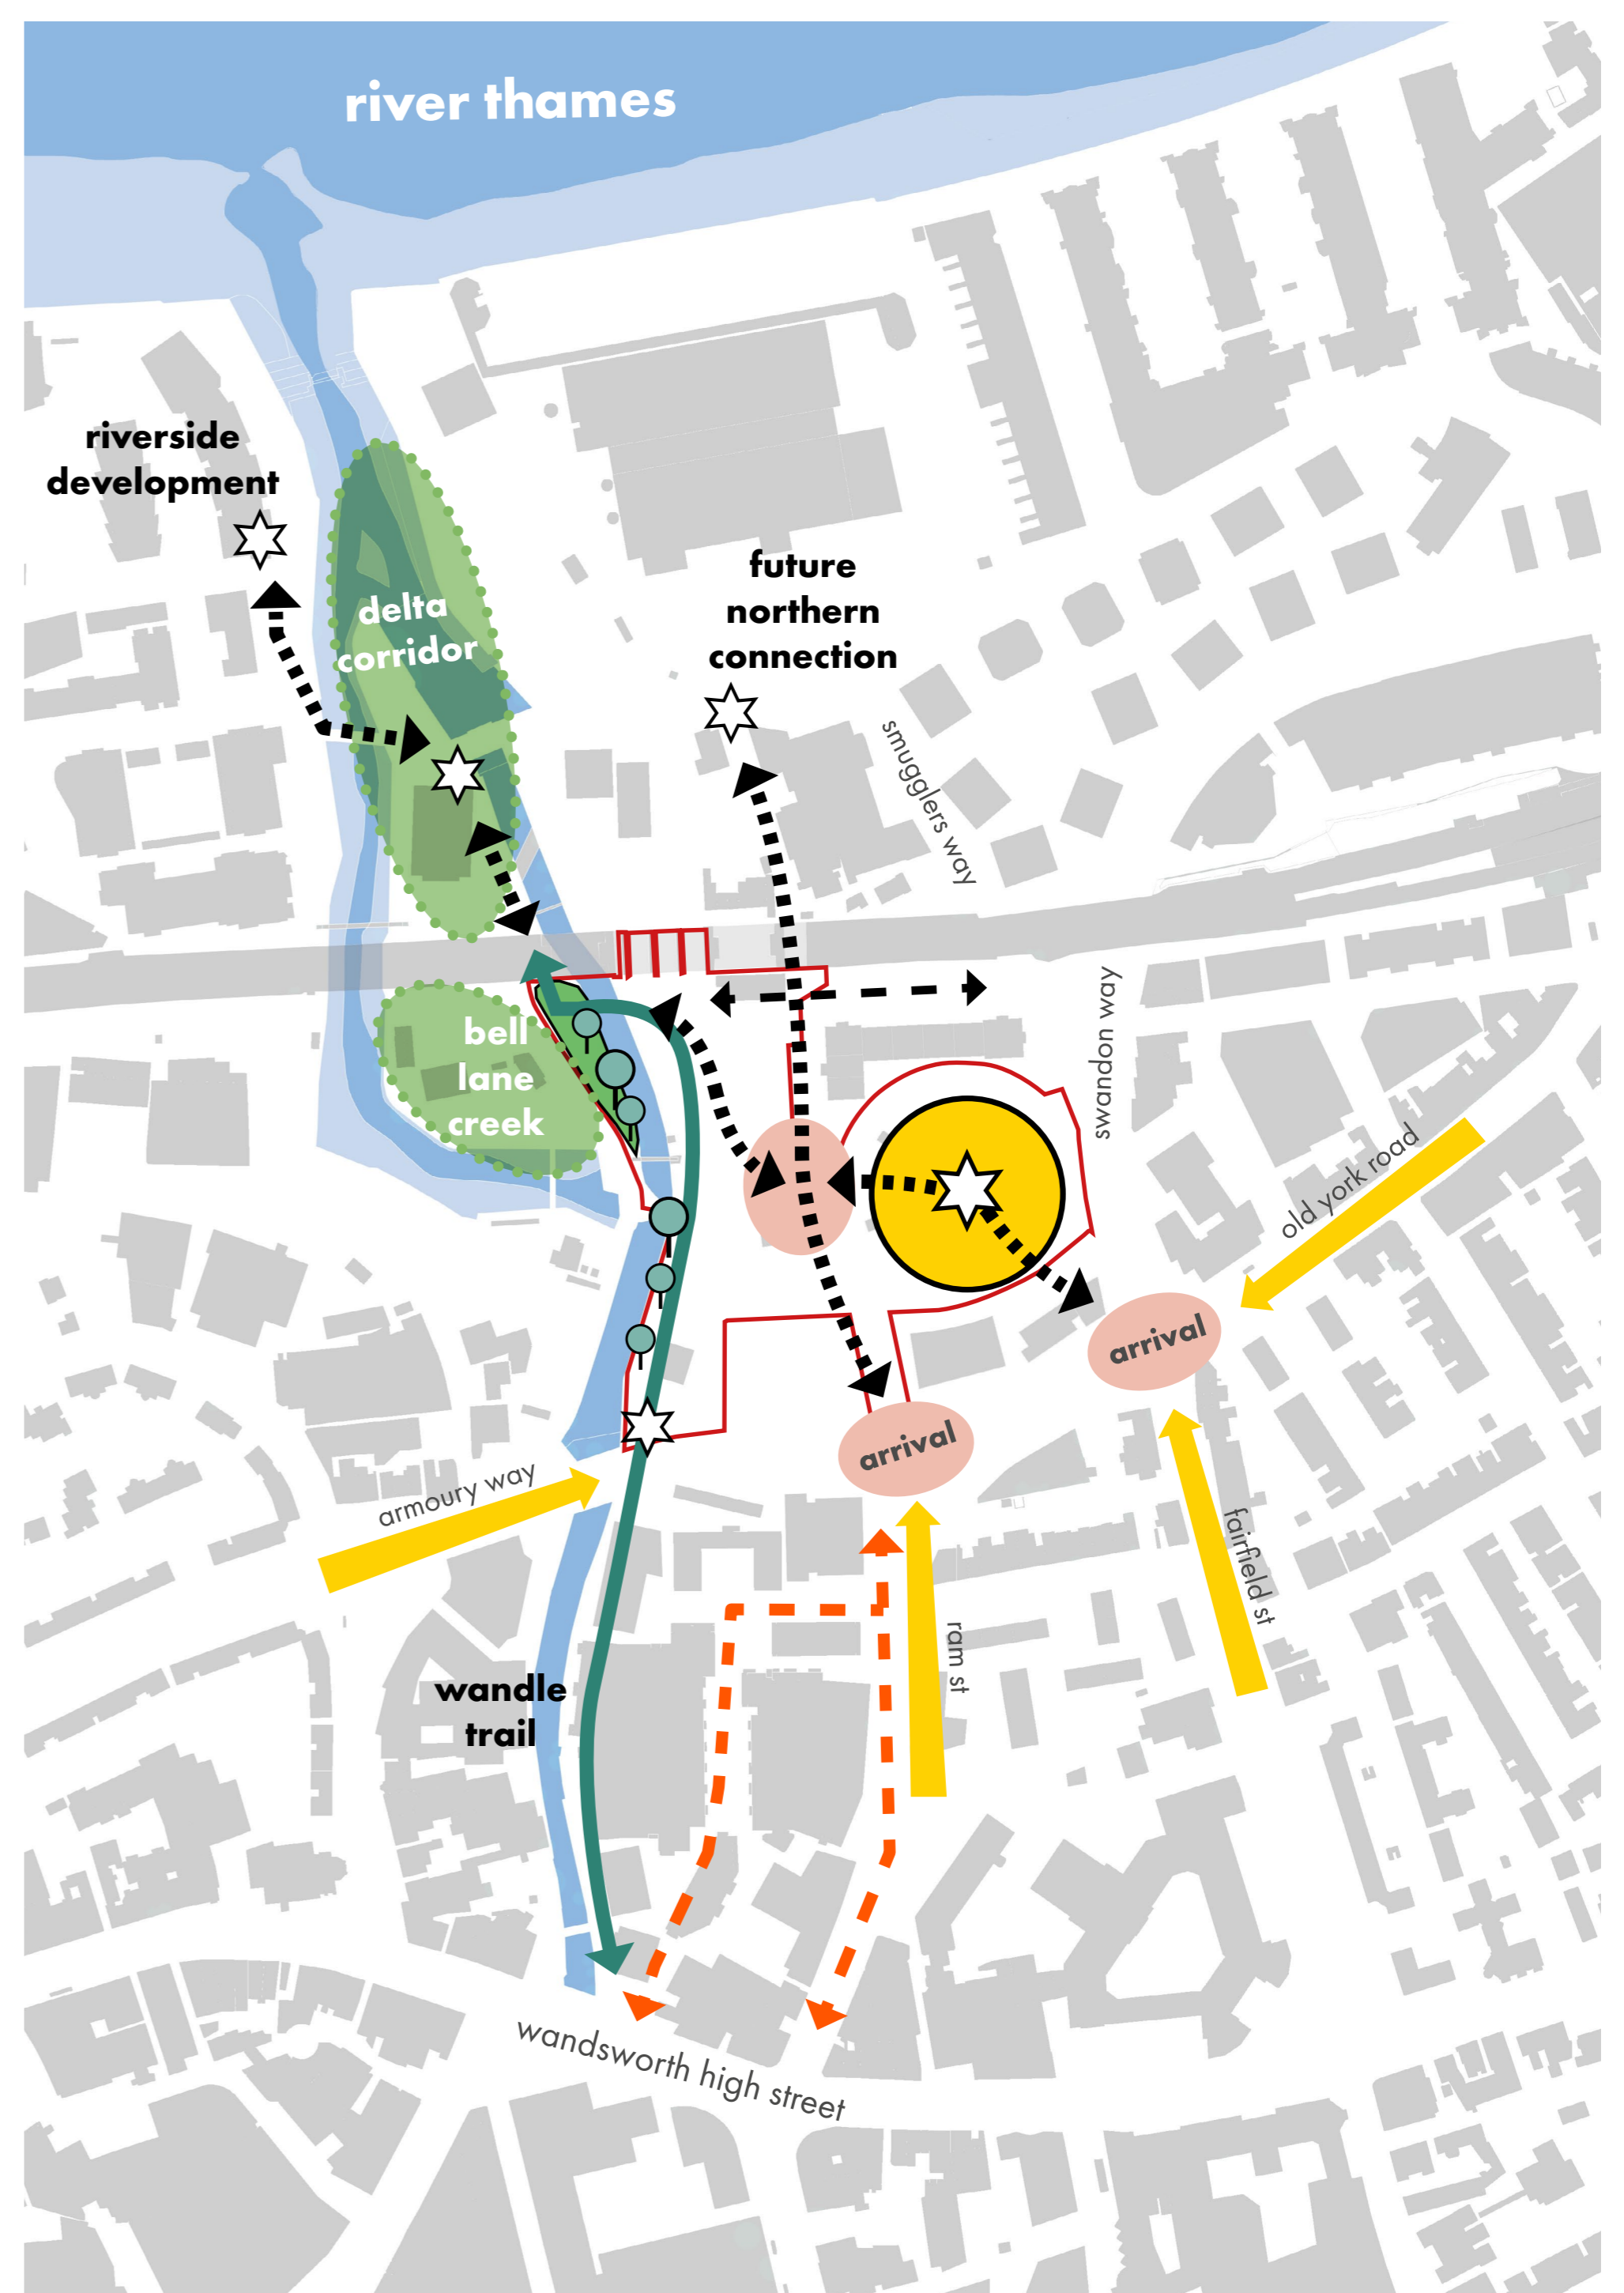 river thames
riverside
development
delta
corridor
future
northern
connection
smugglers way
swandon way
bell
lane
creek
old york road
arrival
arrival
armoury way
fairfield st
ram st
wandle
trail
wandsworth high street